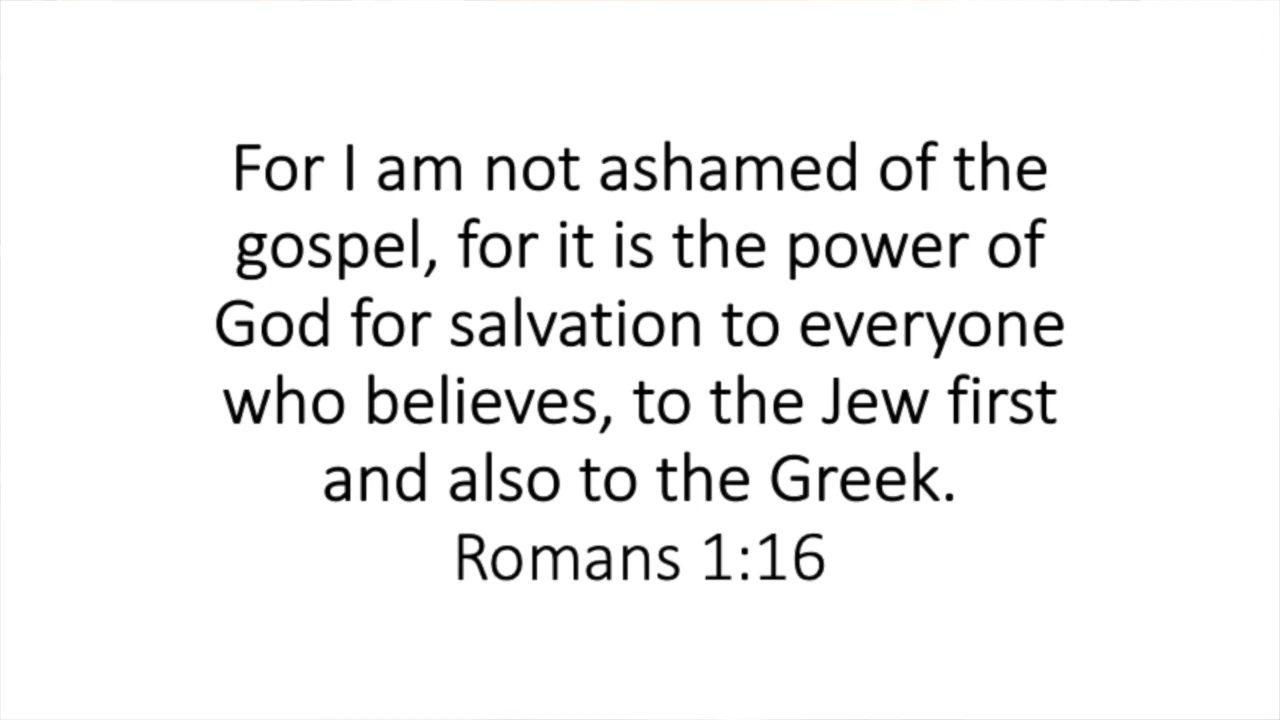 For I am not ashamed of the
gospel, for it is the power of
God for salvation to everyone
who believes, to the Jew first
and also to the Greek.
Romans 1:16